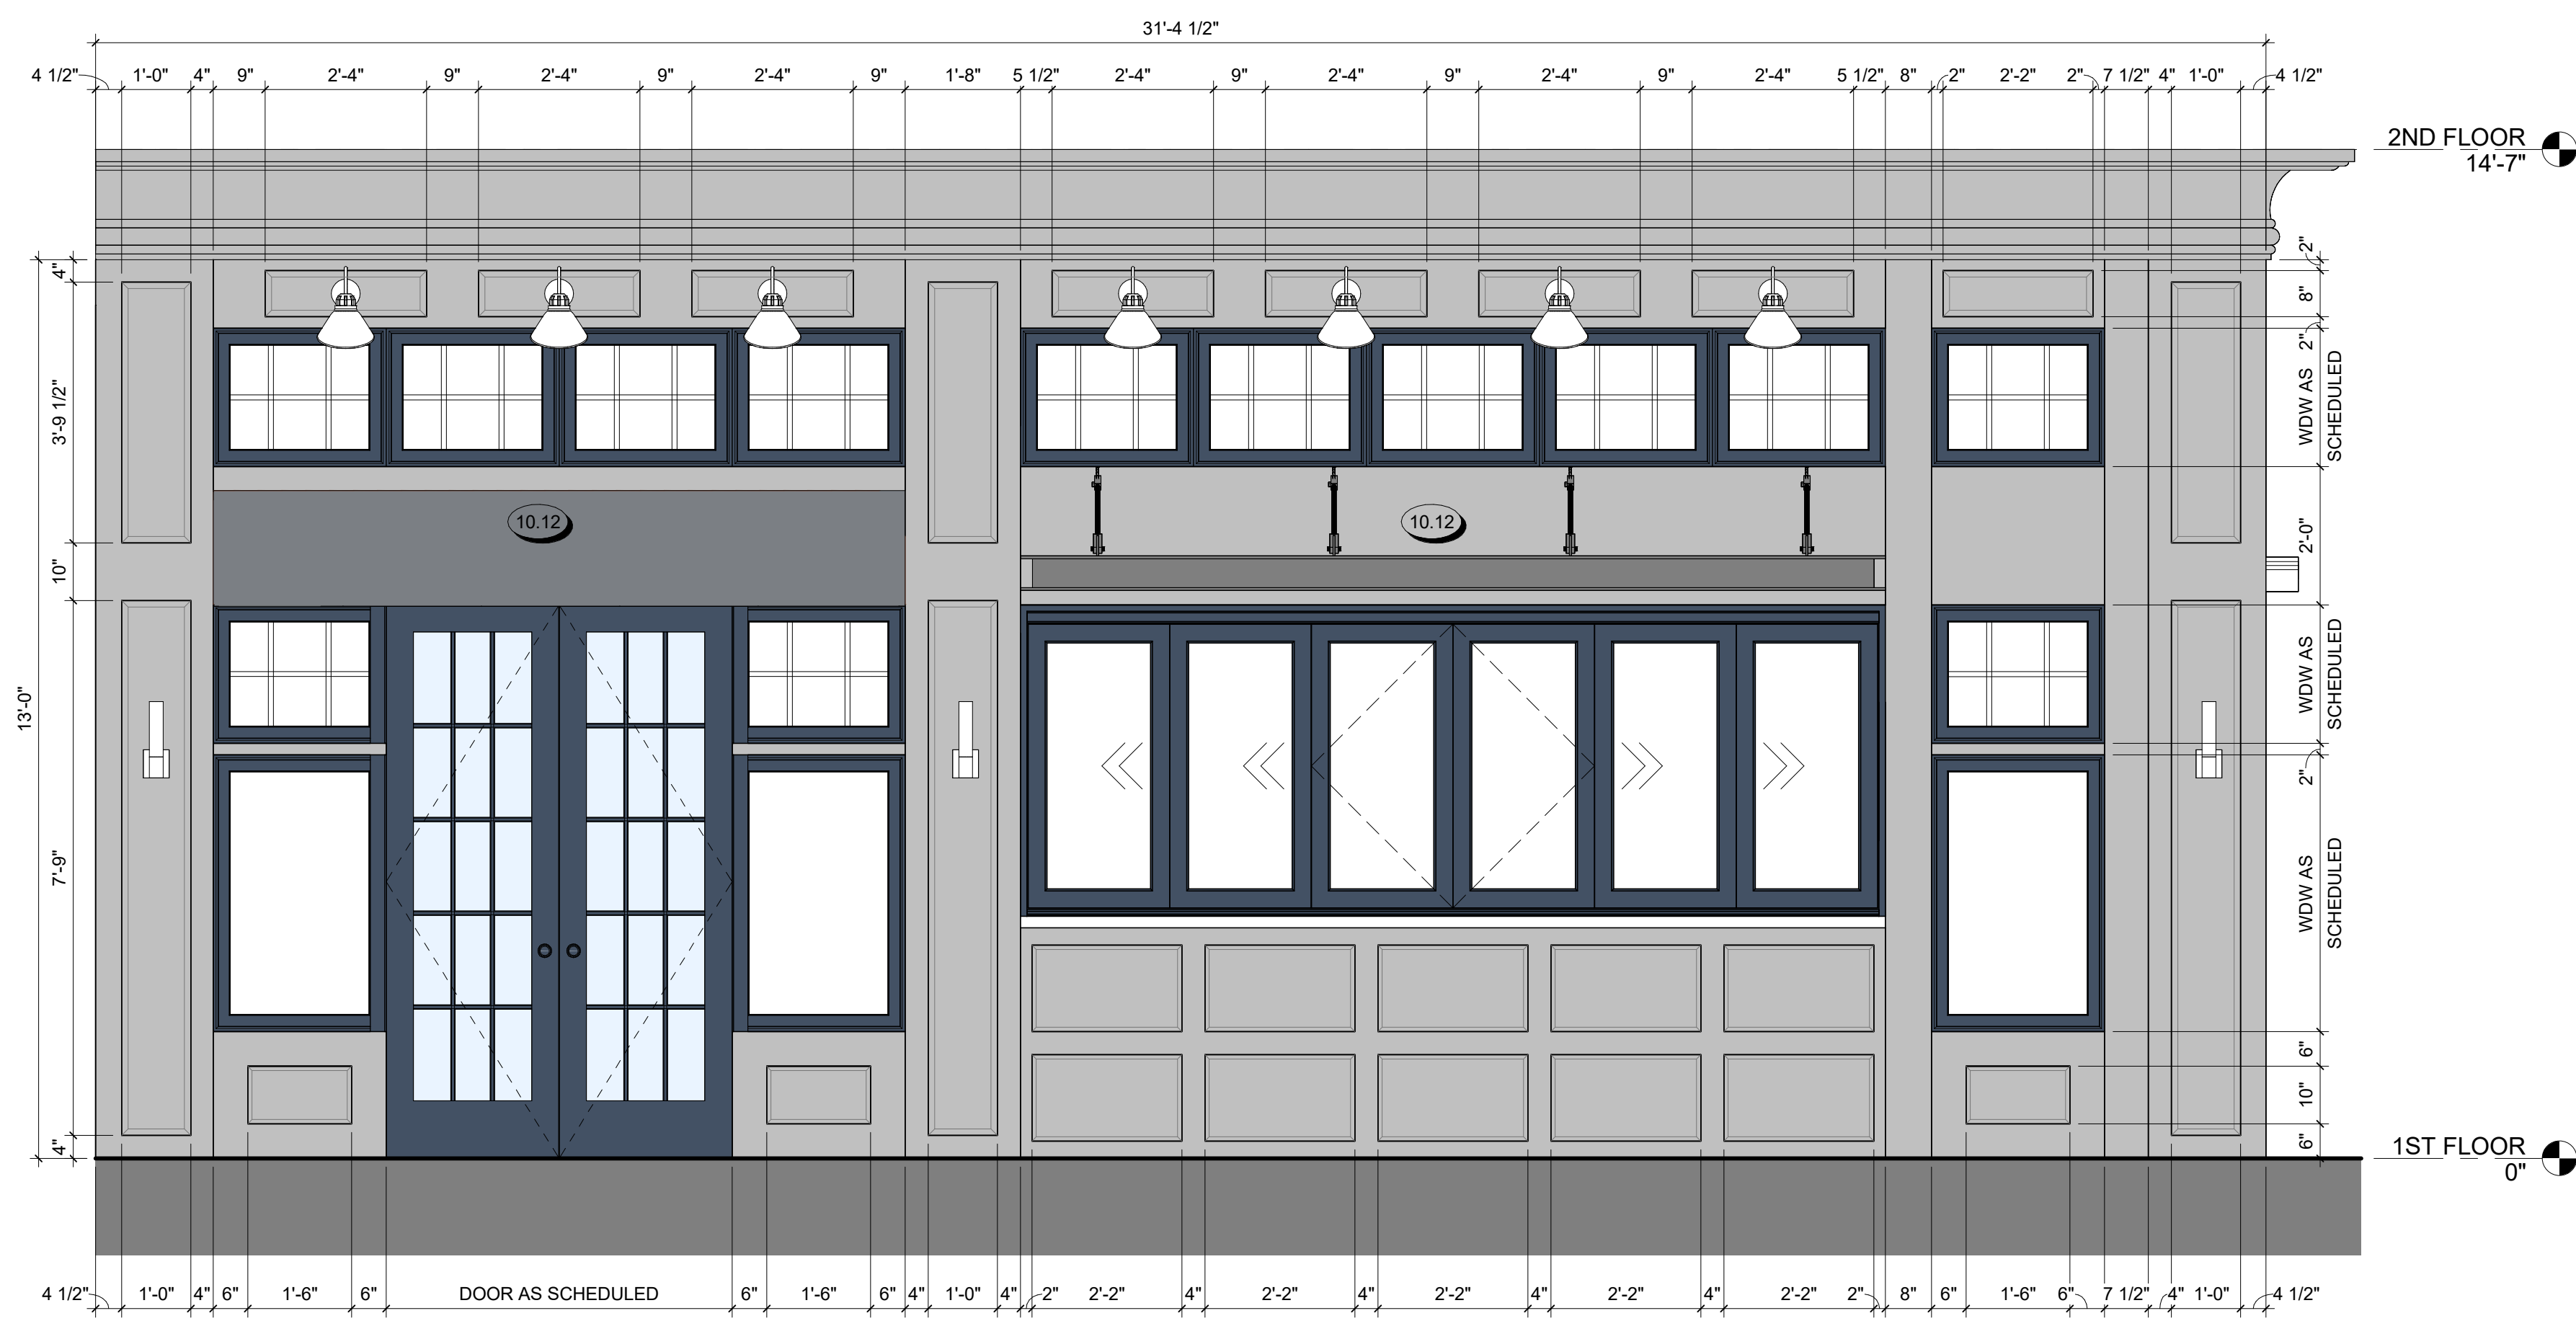 31'-4 1/2"
4 1/2" 1'-0" 4" 9" 2'-4" 9" 2'-4" 9" 2'-4" 9" 1'-8" 5 1/2" 2'-4" 9" 2'-4" 9" 2'-4" 9" 2'-4" 5 1/2" 8" 2" 2'-2" 2" 7 1/2" 4" 1'-0" 4 1/2"
2ND FLOOR
14'-7"
4"
3'-9 1/2"
10"
7'-9"
4"
13'-0"
10.12
10.12
2"
8"
2"
WDW AS
SCHEDULED
2'-0"
WDW AS
SCHEDULED
2"
WDW AS
SCHEDULED
6"
10"
6"
1ST FLOOR
0"
4 1/2" 1'-0" 4" 6" 1'-6" 6" DOOR AS SCHEDULED 6" 1'-6" 6" 4" 1'-0" 4" 2" 2'-2" 4" 2'-2" 4" 2'-2" 4" 2'-2" 4" 2'-2" 2" 8" 6" 1'-6" 6" 7 1/2" 4" 1'-0" 4 1/2"